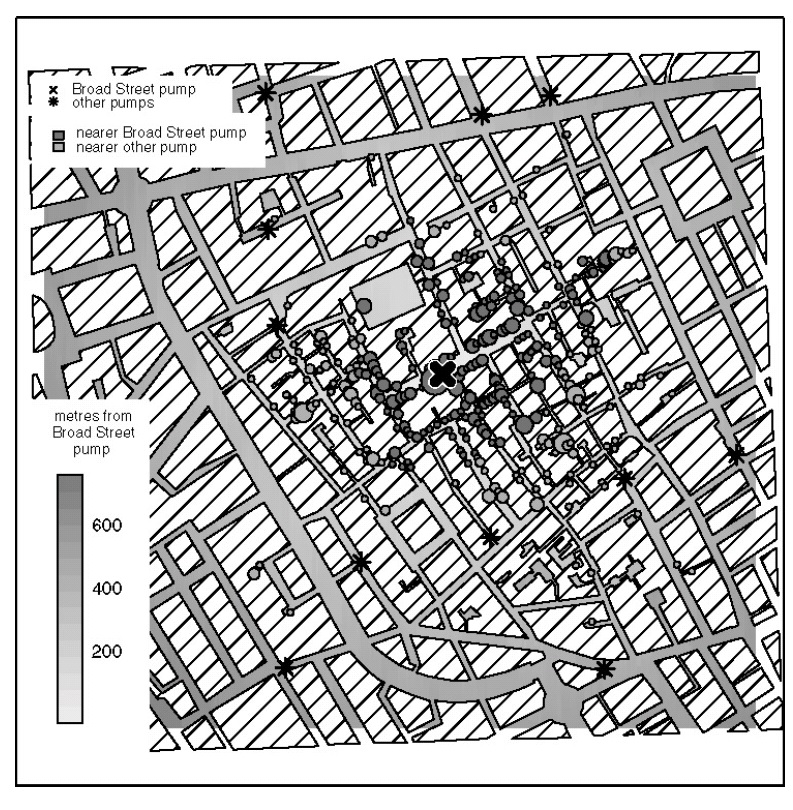 Broad Street pump
other pumps
nearer Broad Street pump
nearer other pump
metres from
Broad Street
pump
600
400
200